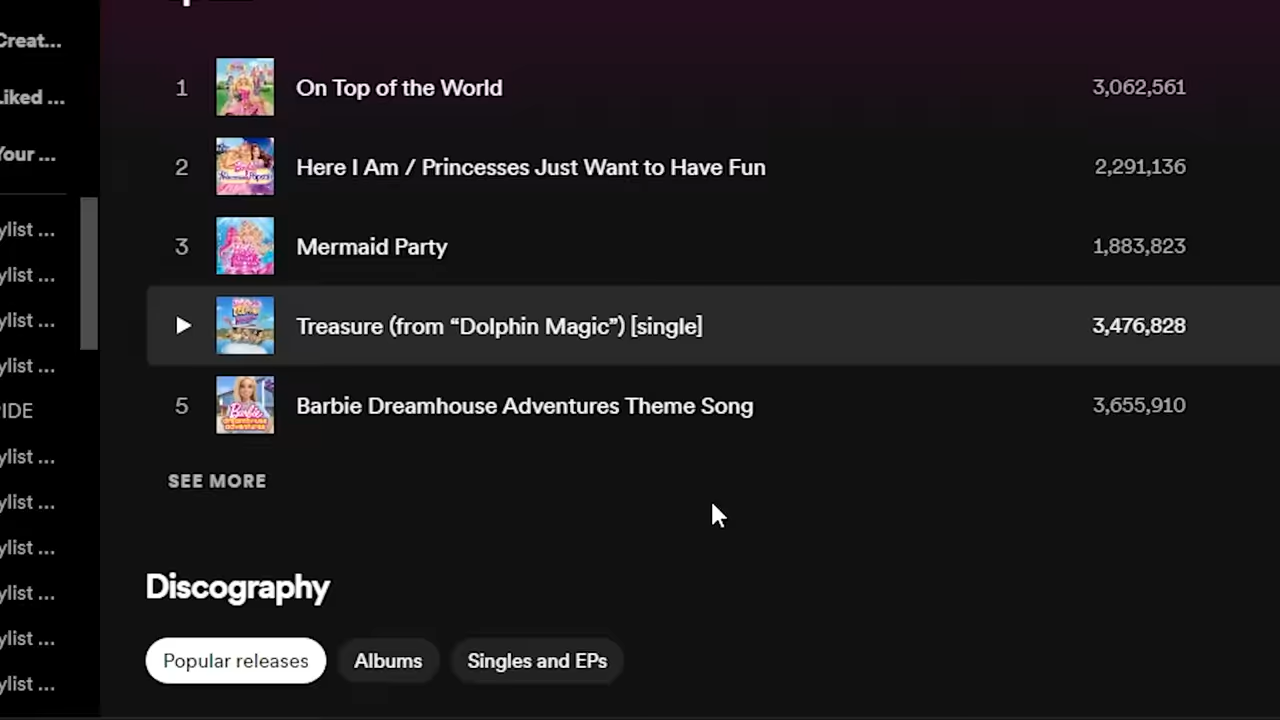 Creat...
Liked ...
Your ...
ylist ...
ylist ...
ylist ...
ylist ...
IDE
ylist ...
ylist ...
ylist ...
ylist ...
ylist ...
ylist ...
1 On Top of the World 3,062,561
2 Here I Am / Princesses Just Want to Have Fun 2,291,136
3 Mermaid Party 1,883,823
Treasure (from “Dolphin Magic”) [single] 3,476,828
Barbie
dreamhouse
adventures
5 Barbie Dreamhouse Adventures Theme Song 3,655,910
SEE MORE
Discography
Popular releases Albums Singles and EPs